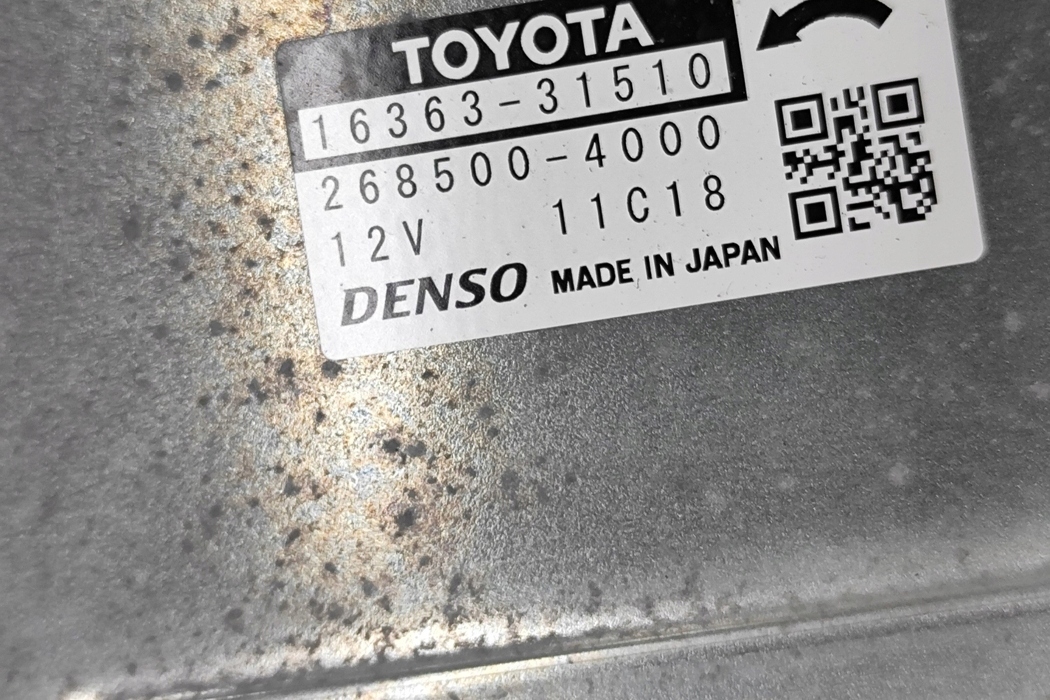 TOYOTA
16363-31510
268500-4000
12V 11C18
DENSO MADE IN JAPAN